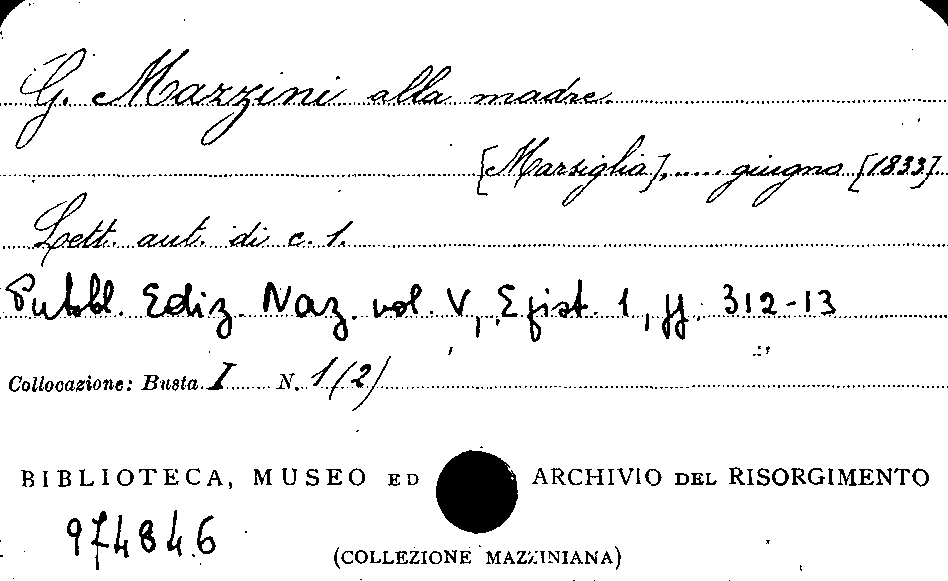 G. Mazzini alla madre.
[Marsiglia], ..... giugno [1833].
Lett. aut. di c. 1.
Pubbl. Ediz. Naz. vol. V, Epist. 1, pp. 312-13
Collocazione: Busta I N. 1(2)
BIBLIOTECA, MUSEO ED ARCHIVIO DEL RISORGIMENTO
974846
(COLLEZIONE MAZZINIANA)